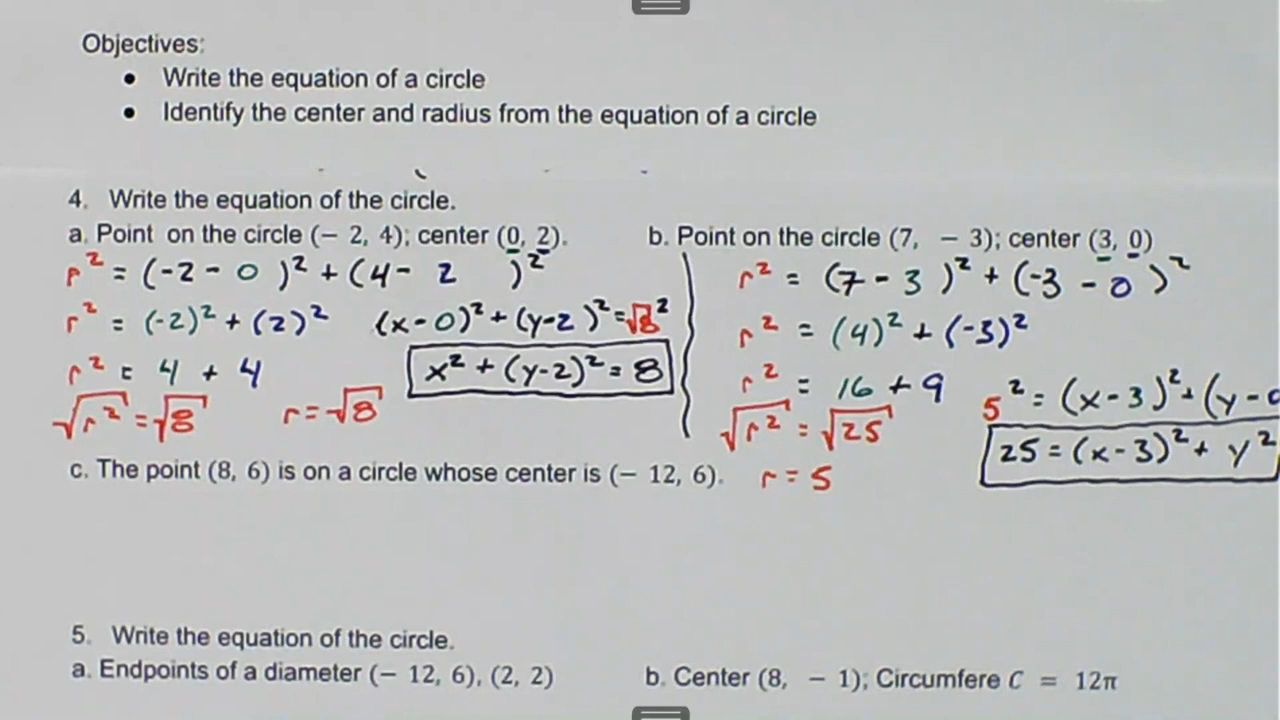 Objectives:
• Write the equation of a circle
• Identify the center and radius from the equation of a circle
4. Write the equation of the circle.
a. Point on the circle (− 2, 4); center (0, 2).
r² = (-2 - 0 )² + (4 - 2 )²
r² = (-2)² + (2)²
(x-0)² + (y-2)² = √8²
r² = 4 + 4
x² + (y-2)² = 8
√r² = √8
r = √8
b. Point on the circle (7, − 3); center (3, 0)
r² = (7 - 3 )² + (-3 - 0 )²
r² = (4)² + (-3)²
r² = 16 + 9
√r² = √25
r = 5
5² = (x-3)² + (y-0
25 = (x-3)² + y²
c. The point (8, 6) is on a circle whose center is (− 12, 6).
5. Write the equation of the circle.
a. Endpoints of a diameter (− 12, 6), (2, 2)
b. Center (8, − 1); Circumfere C = 12π